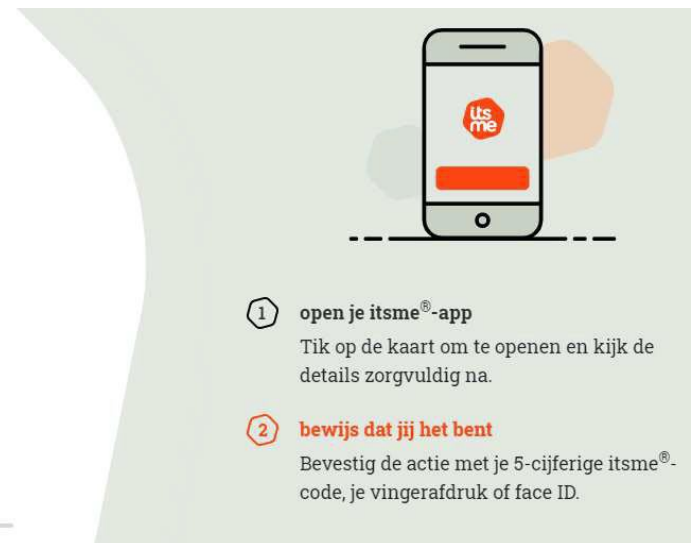 its
me
1 open je itsme®-app
Tik op de kaart om te openen en kijk de
details zorgvuldig na.
2 bewijs dat jij het bent
Bevestig de actie met je 5-cijferige itsme®-
code, je vingerafdruk of face ID.